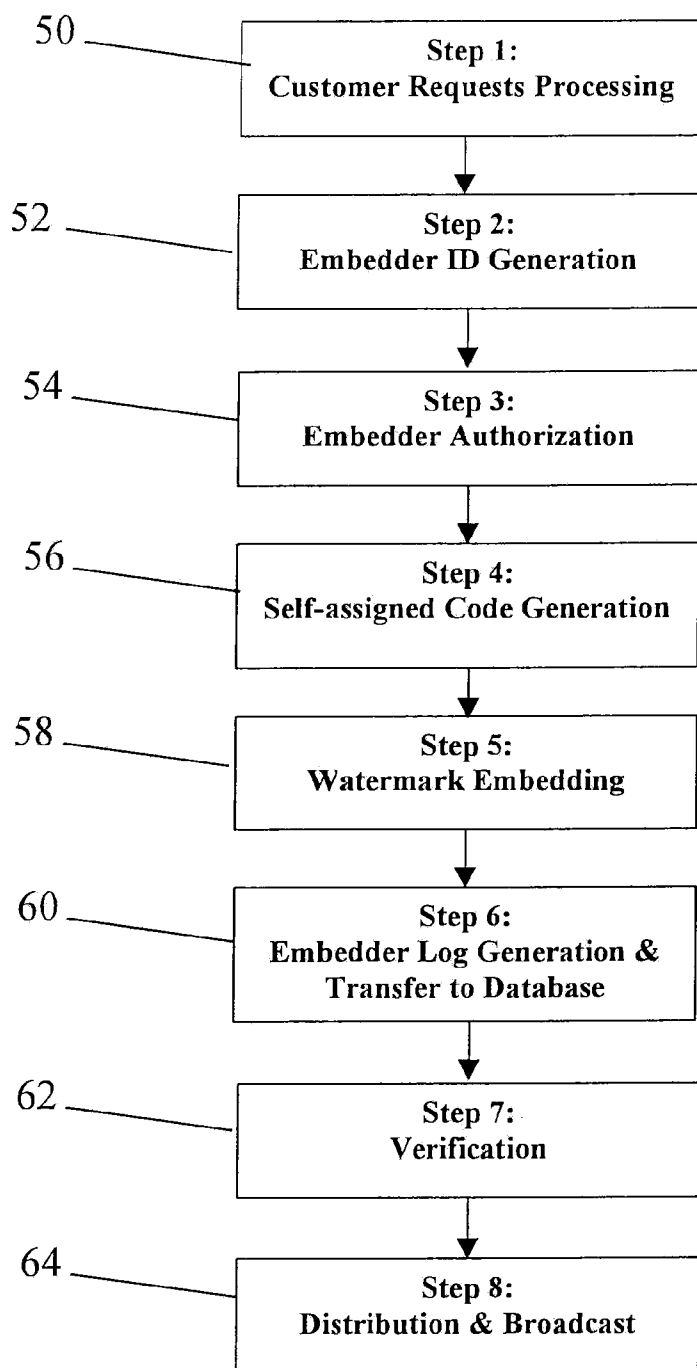 50
Step 1:
Customer Requests Processing
52
Step 2:
Embedder ID Generation
54
Step 3:
Embedder Authorization
56
Step 4:
Self-assigned Code Generation
58
Step 5:
Watermark Embedding
60
Step 6:
Embedder Log Generation &
Transfer to Database
62
Step 7:
Verification
64
Step 8:
Distribution & Broadcast